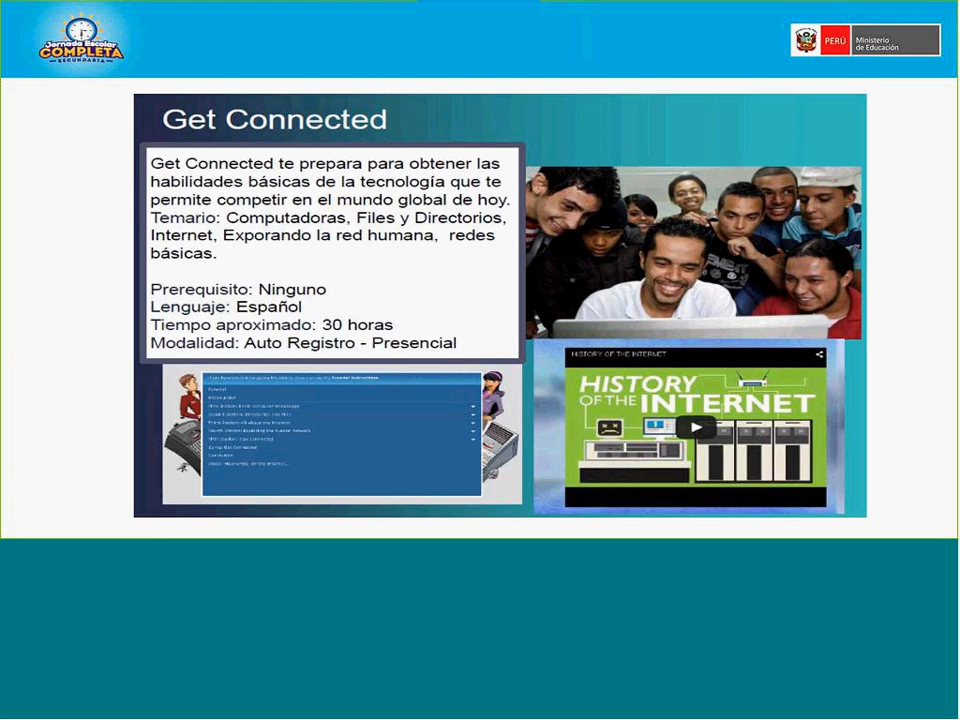 Jornada Escolar
COMPLETA
SECUNDARIA
PERÚ
Ministerio
de Educación
Get Connected
Get Connected te prepara para obtener las
habilidades básicas de la tecnología que te
permite competir en el mundo global de hoy.
Temario: Computadoras, Files y Directorios,
Internet, Exporando la red humana, redes
básicas.
Prerequisito: Ninguno
Lenguaje: Español
Tiempo aproximado: 30 horas
Modalidad: Auto Registro - Presencial
HISTORY OF THE INTERNET
HISTORY
OF THE INTERNET